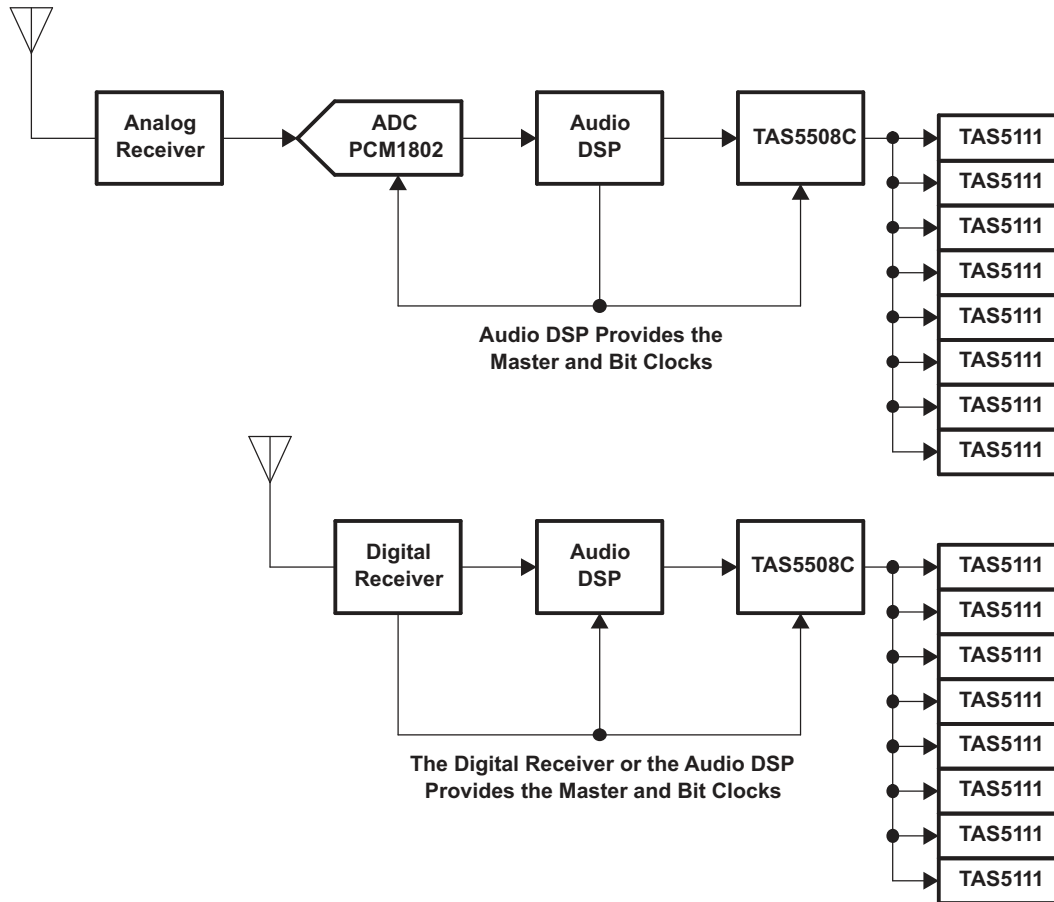 Analog
Receiver
ADC
PCM1802
Audio
DSP
TAS5508C
TAS5111
TAS5111
TAS5111
TAS5111
TAS5111
TAS5111
TAS5111
TAS5111
Audio DSP Provides the
Master and Bit Clocks
Digital
Receiver
Audio
DSP
TAS5508C
TAS5111
TAS5111
TAS5111
TAS5111
TAS5111
TAS5111
TAS5111
TAS5111
The Digital Receiver or the Audio DSP
Provides the Master and Bit Clocks